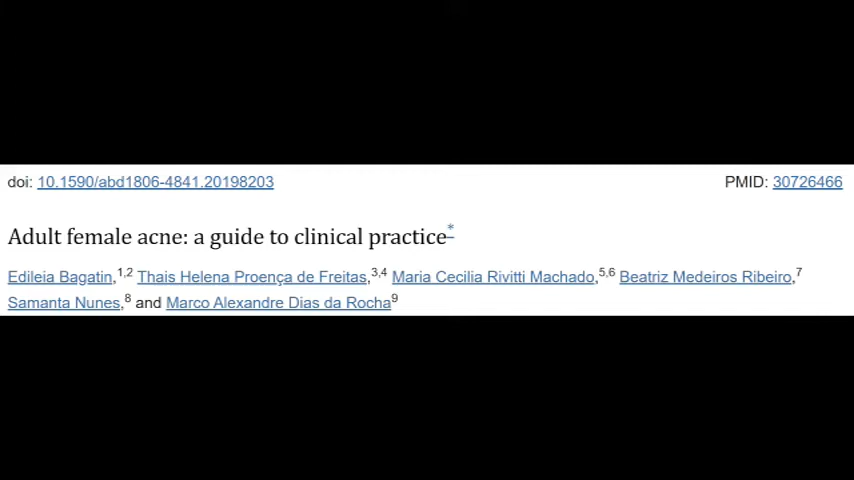 doi: 10.1590/abd1806-4841.20198203 PMID: 30726466
Adult female acne: a guide to clinical practice*
Edileia Bagatin,1,2 Thais Helena Proença de Freitas,3,4 Maria Cecilia Rivitti Machado,5,6 Beatriz Medeiros Ribeiro,7
Samanta Nunes,8 and Marco Alexandre Dias da Rocha9